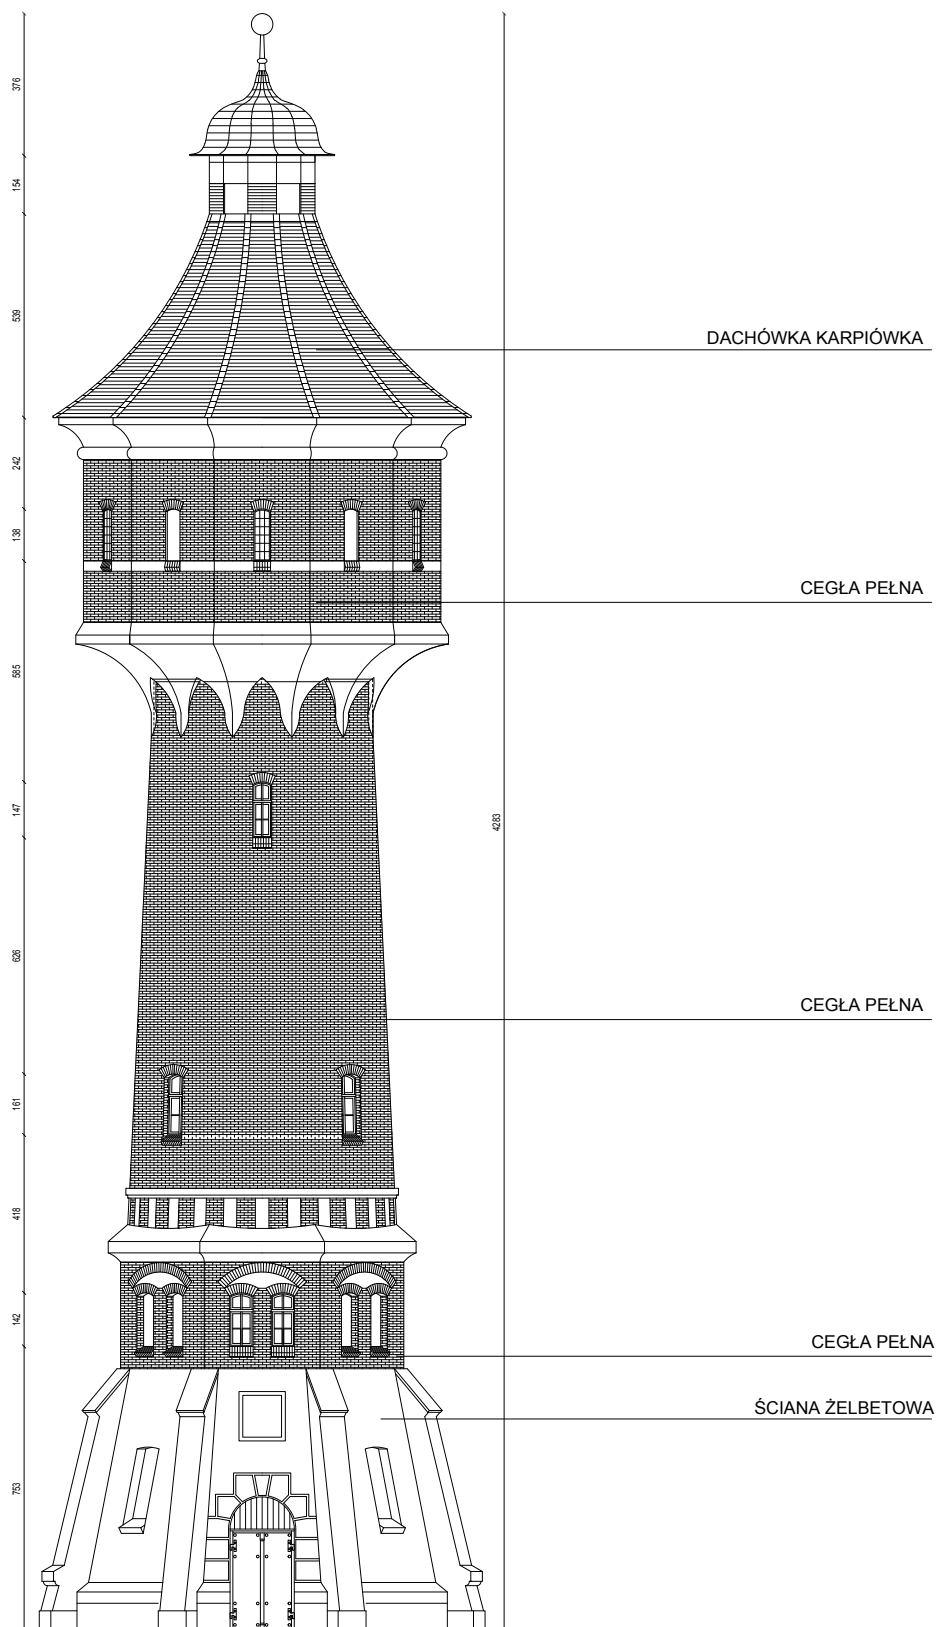 376
154
539
DACHÓWKA KARPIÓWKA
242
138
CEGŁA PEŁNA
585
147
4283
626
CEGŁA PEŁNA
161
418
142
CEGŁA PEŁNA
ŚCIANA ŻELBETOWA
753